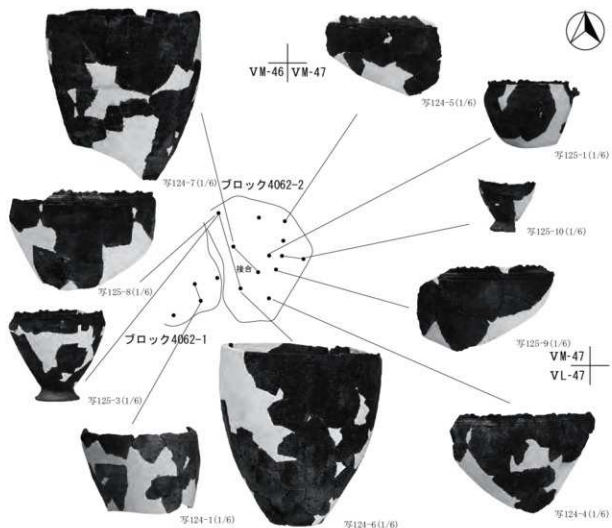 ⅤM-46 ⅤM-47
写124-5(1/6)
写125-1(1/6)
写124-7(1/6)
ブロック4062-2
写125-10(1/6)
接合
写125-8(1/6)
写125-9(1/6)
ブロック4062-1
ⅤM-47
ⅤL-47
写125-3(1/6)
写124-1(1/6)
写124-6(1/6)
写124-4(1/6)